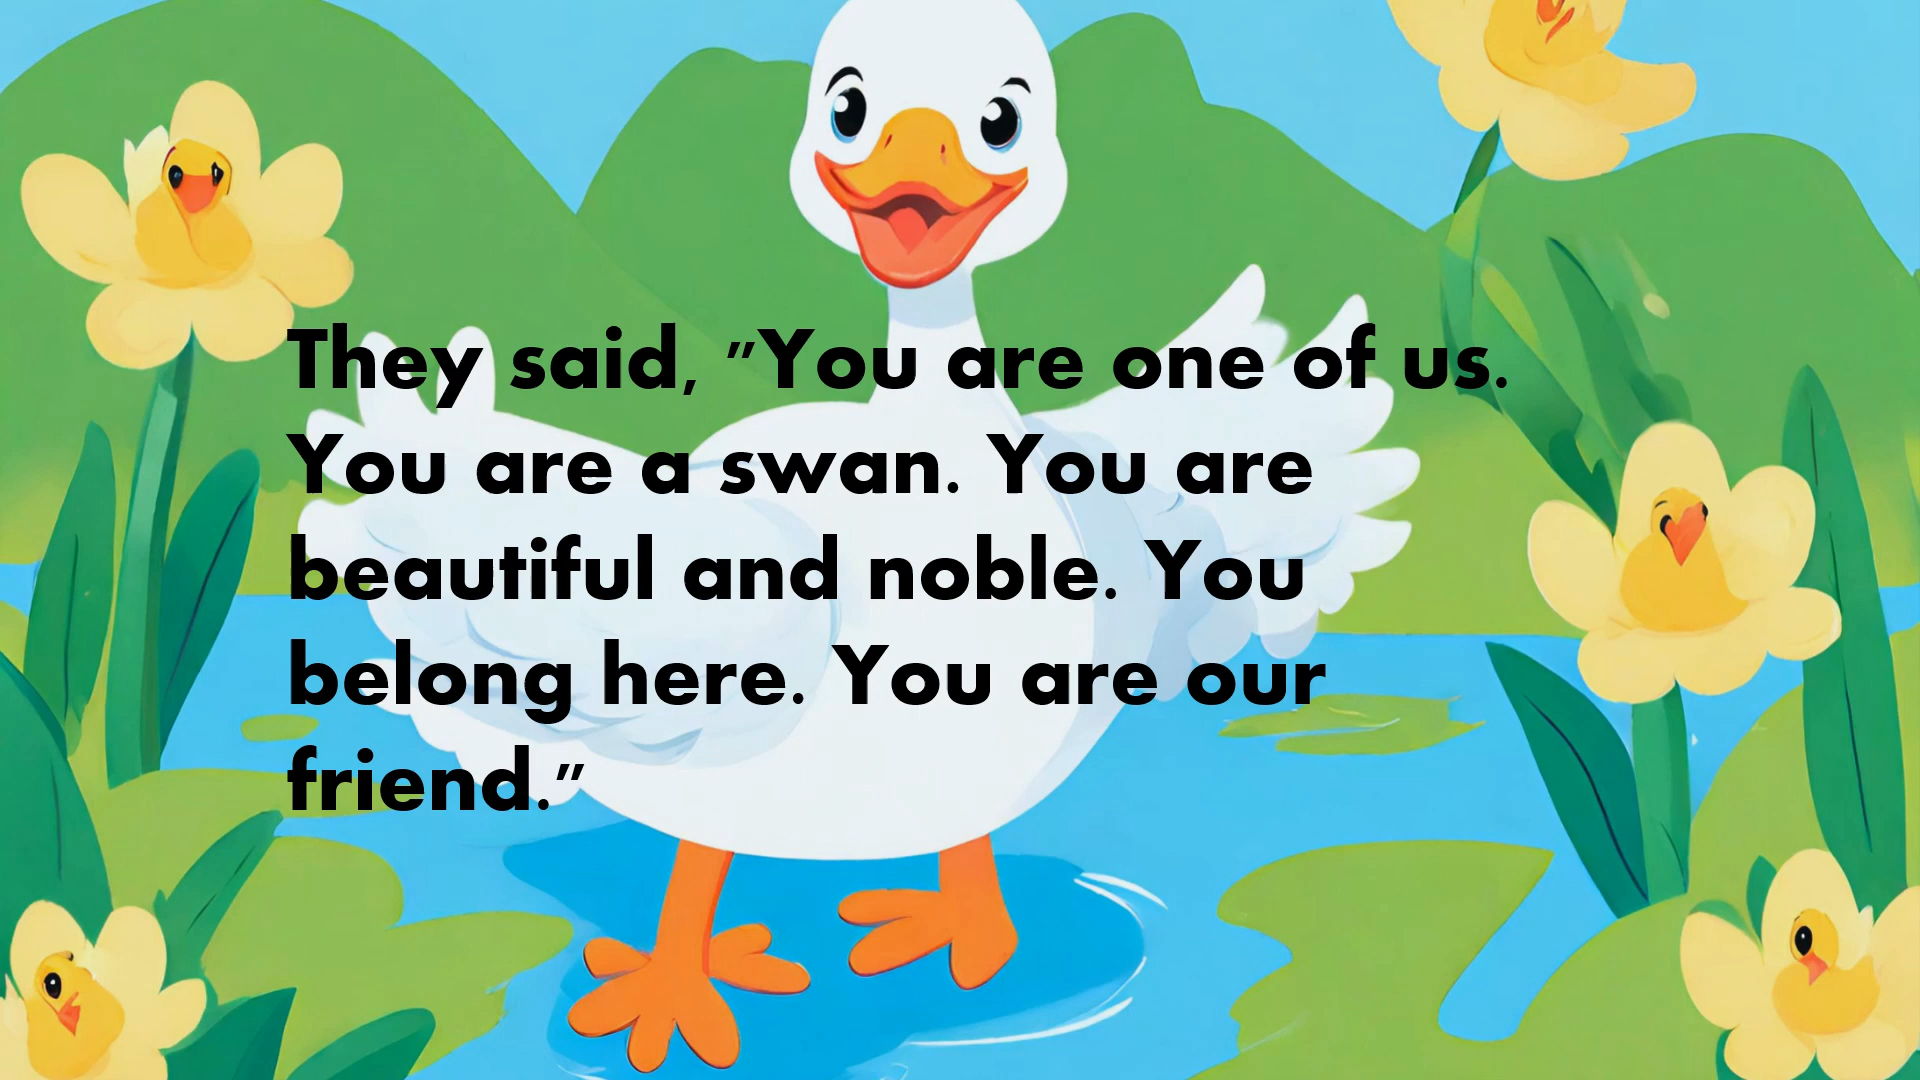 They said, "You are one of us.
You are a swan. You are
beautiful and noble. You
belong here. You are our
friend."